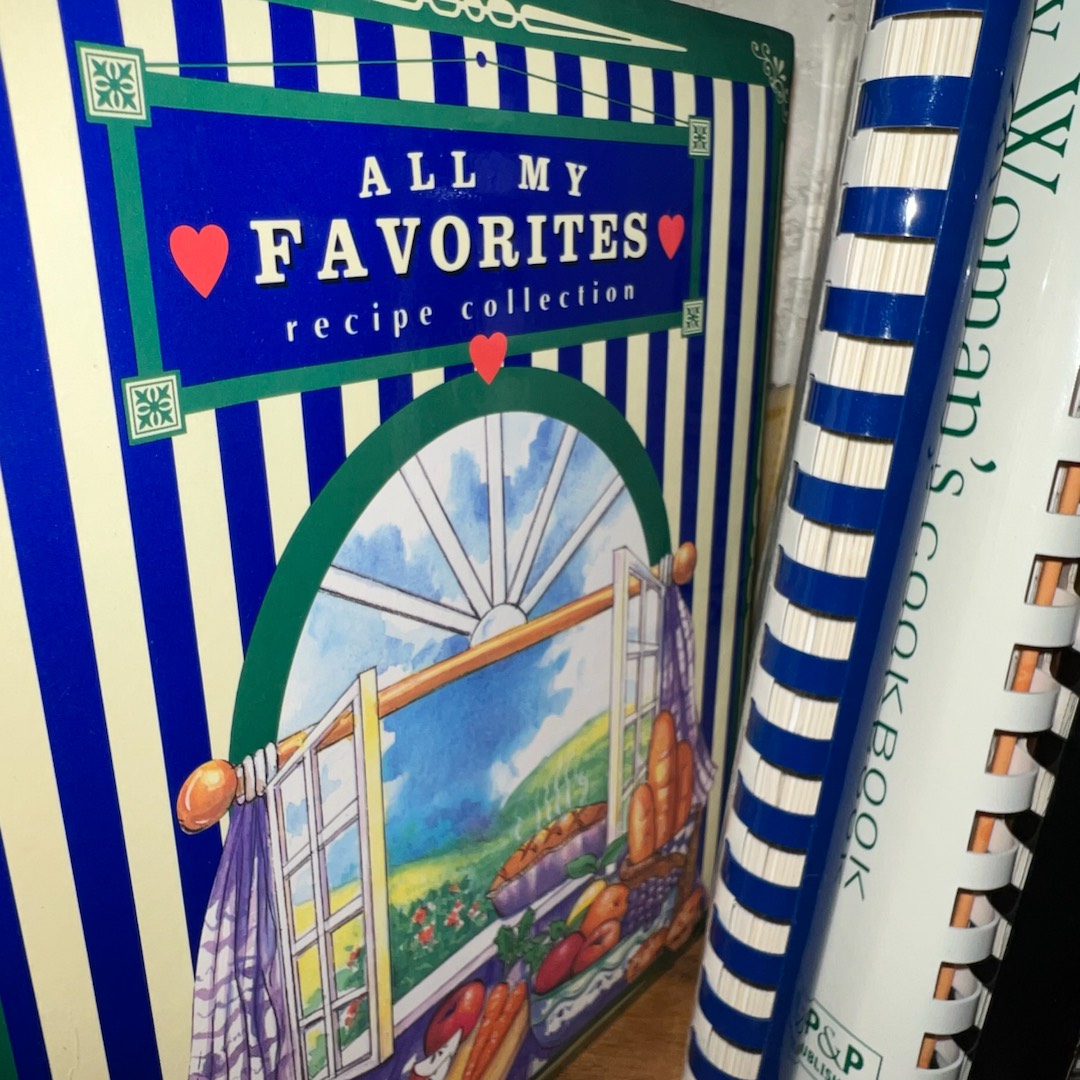 ALL MY
FAVORITES
recipe collection
W Woman's COOKBOOK
P&P